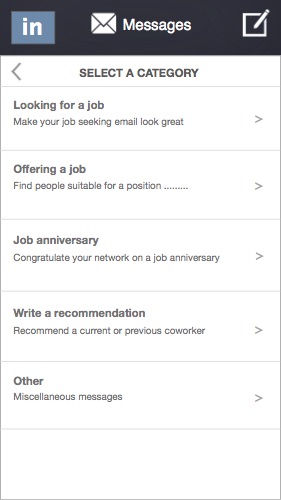 in Messages
SELECT A CATEGORY
Looking for a job
Make your job seeking email look great
Offering a job
Find people suitable for a position .........
Job anniversary
Congratulate your network on a job anniversary
Write a recommendation
Recommend a current or previous coworker
Other
Miscellaneous messages